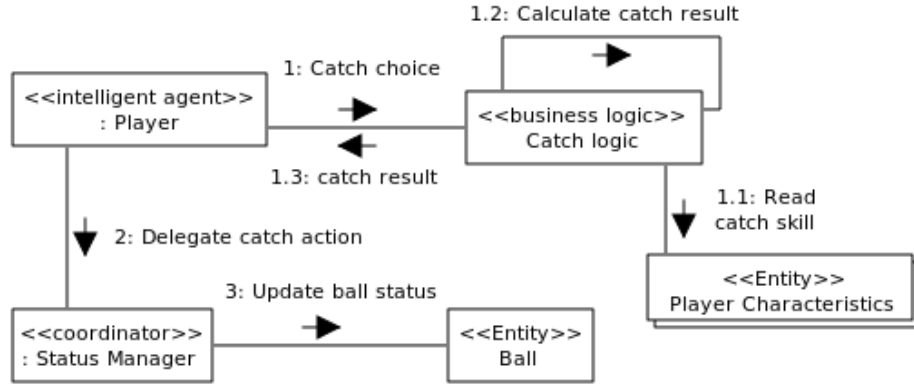 1.2: Calculate catch result
1: Catch choice
<<intelligent agent>>
: Player
<<business logic>>
Catch logic
1.3: catch result
1.1: Read
catch skill
2: Delegate catch action
<<Entity>>
Player Characteristics
3: Update ball status
<<coordinator>>
: Status Manager
<<Entity>>
Ball